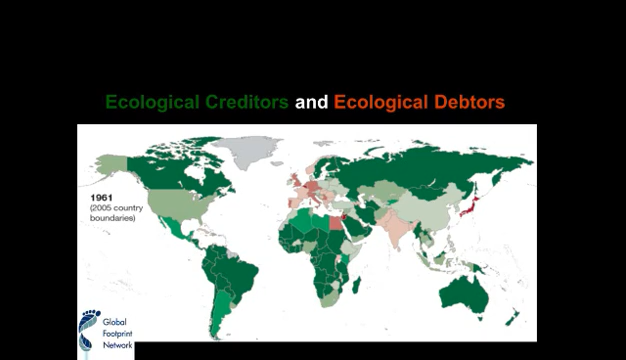 Ecological Creditors and Ecological Debtors
1961
(2005 country
boundaries)
Global
Footprint
Network